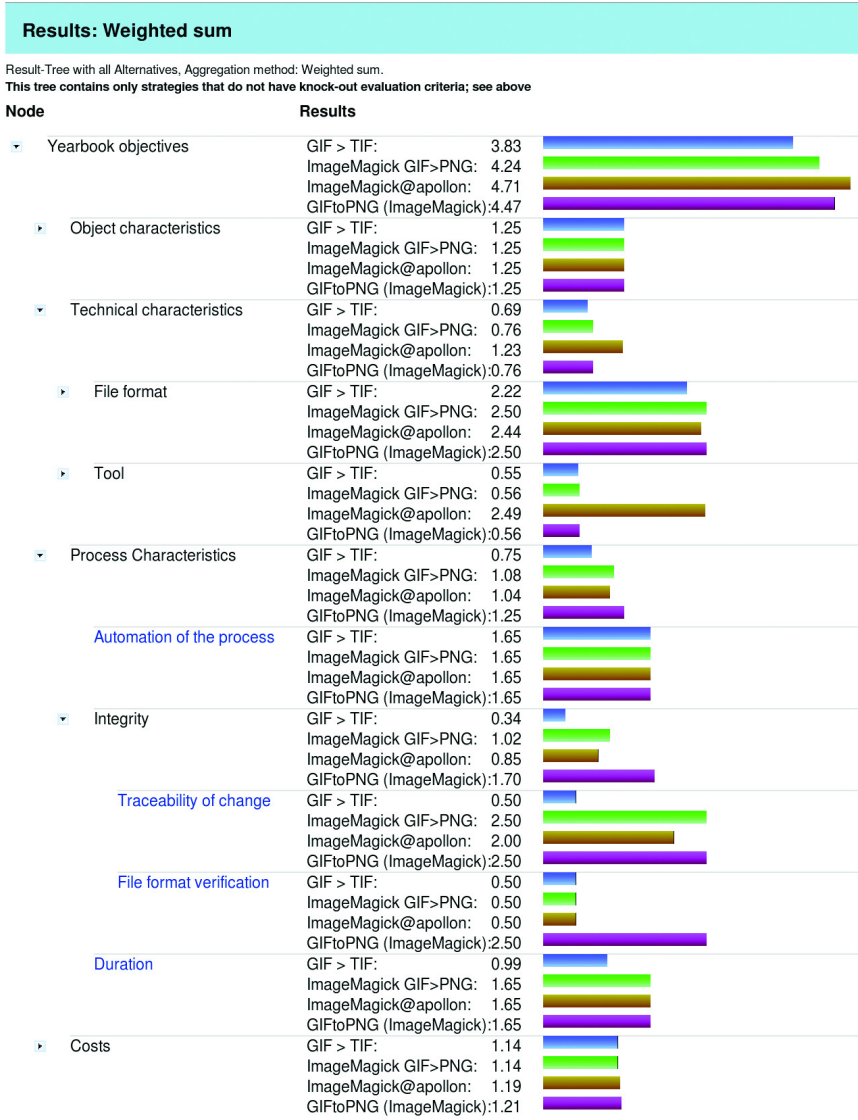 Results: Weighted sum
Result-Tree with all Alternatives, Aggregation method: Weighted sum.
This tree contains only strategies that do not have knock-out evaluation criteria; see above
Node Results
Yearbook objectives GIF > TIF: 3.83
ImageMagick GIF>PNG: 4.24
ImageMagick@apollon: 4.71
GIFtoPNG (ImageMagick):4.47
Object characteristics GIF > TIF: 1.25
ImageMagick GIF>PNG: 1.25
ImageMagick@apollon: 1.25
GIFtoPNG (ImageMagick):1.25
Technical characteristics GIF > TIF: 0.69
ImageMagick GIF>PNG: 0.76
ImageMagick@apollon: 1.23
GIFtoPNG (ImageMagick):0.76
File format GIF > TIF: 2.22
ImageMagick GIF>PNG: 2.50
ImageMagick@apollon: 2.44
GIFtoPNG (ImageMagick):2.50
Tool GIF > TIF: 0.55
ImageMagick GIF>PNG: 0.56
ImageMagick@apollon: 2.49
GIFtoPNG (ImageMagick):0.56
Process Characteristics GIF > TIF: 0.75
ImageMagick GIF>PNG: 1.08
ImageMagick@apollon: 1.04
GIFtoPNG (ImageMagick):1.25
Automation of the process GIF > TIF: 1.65
ImageMagick GIF>PNG: 1.65
ImageMagick@apollon: 1.65
GIFtoPNG (ImageMagick):1.65
Integrity GIF > TIF: 0.34
ImageMagick GIF>PNG: 1.02
ImageMagick@apollon: 0.85
GIFtoPNG (ImageMagick):1.70
Traceability of change GIF > TIF: 0.50
ImageMagick GIF>PNG: 2.50
ImageMagick@apollon: 2.00
GIFtoPNG (ImageMagick):2.50
File format verification GIF > TIF: 0.50
ImageMagick GIF>PNG: 0.50
ImageMagick@apollon: 0.50
GIFtoPNG (ImageMagick):2.50
Duration GIF > TIF: 0.99
ImageMagick GIF>PNG: 1.65
ImageMagick@apollon: 1.65
GIFtoPNG (ImageMagick):1.65
Costs GIF > TIF: 1.14
ImageMagick GIF>PNG: 1.14
ImageMagick@apollon: 1.19
GIFtoPNG (ImageMagick):1.21